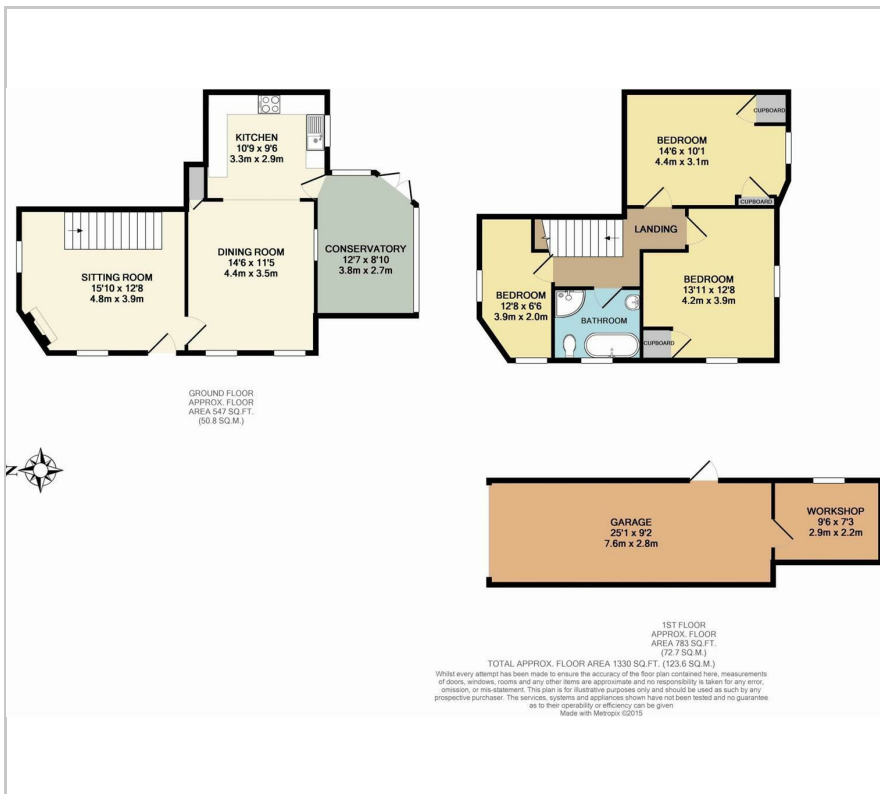 KITCHEN
10'9 x 9'6
3.3m x 2.9m
DINING ROOM
14'6 x 11'5
4.4m x 3.5m
CONSERVATORY
12'7 x 8'10
3.8m x 2.7m
SITTING ROOM
15'10 x 12'8
4.8m x 3.9m
GROUND FLOOR
APPROX. FLOOR
AREA 547 SQ.FT.
(50.8 SQ.M.)
N
CUPBOARD
BEDROOM
14'6 x 10'1
4.4m x 3.1m
CUPBOARD
LANDING
BEDROOM
13'11 x 12'8
4.2m x 3.9m
BEDROOM
12'8 x 6'6
3.9m x 2.0m
BATHROOM
CUPBOARD
GARAGE
25'1 x 9'2
7.6m x 2.8m
WORKSHOP
9'6 x 7'3
2.9m x 2.2m
1ST FLOOR
APPROX. FLOOR
AREA 783 SQ.FT.
(72.7 SQ.M.)
TOTAL APPROX. FLOOR AREA 1330 SQ.FT. (123.6 SQ.M.)
Whilst every attempt has been made to ensure the accuracy of the floor plan contained here, measurements
of doors, windows, rooms and any other items are approximate and no responsibility is taken for any error,
omission, or mis-statement. This plan is for illustrative purposes only and should be used as such by any
prospective purchaser. The services, systems and appliances shown have not been tested and no guarantee
as to their operability or efficiency can be given
Made with Metropix ©2015